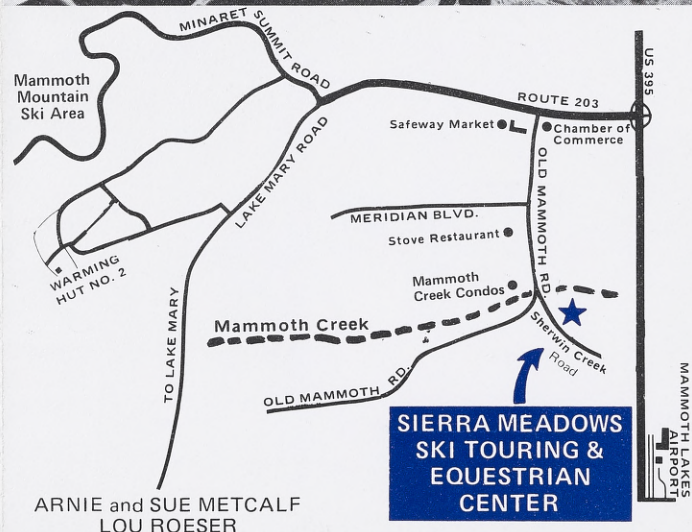 MINARET
SUMMIT ROAD
Mammoth
Mountain
Ski Area
US 395
ROUTE 203
Safeway Market
Chamber of
Commerce
LAKE MARY ROAD
OLD MAMMOTH RD.
MERIDIAN BLVD.
Stove Restaurant
WARMING
HUT NO. 2
Mammoth
Creek Condos
TO LAKE MARY
Mammoth Creek
Sherwin Creek
Road
OLD MAMMOTH RD.
MAMMOTH LAKES
AIRPORT
SIERRA MEADOWS
SKI TOURING &
EQUESTRIAN
CENTER
ARNIE and SUE METCALF
LOU ROESER